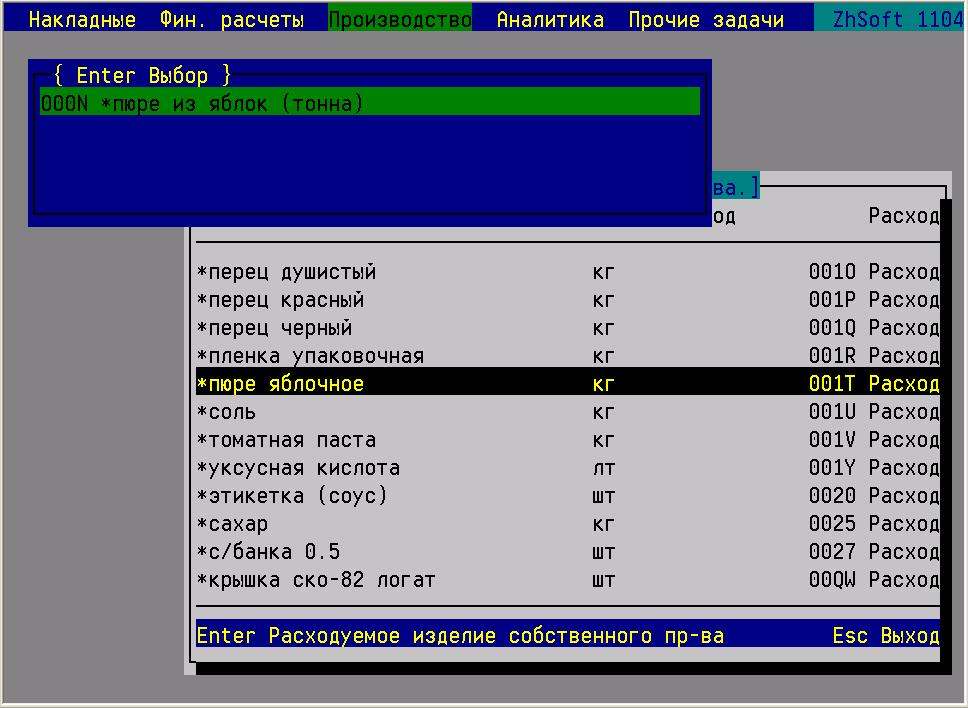 Накладные Фин. расчеты Производство Аналитика Прочие задачи ZhSoft 1104
{ Enter Выбор }
000N *пюре из яблок (тонна)
ва.]
од Расход
*перец душистый кг 001O Расход
*перец красный кг 001P Расход
*перец черный кг 001Q Расход
*пленка упаковочная кг 001R Расход
*пюре яблочное кг 001T Расход
*соль кг 001U Расход
*томатная паста кг 001V Расход
*уксусная кислота лт 001Y Расход
*этикетка (соус) шт 0020 Расход
*сахар кг 0025 Расход
*с/банка 0.5 шт 0027 Расход
*крышка ско-82 логат шт 00QW Расход
Enter Расходуемое изделие собственного пр-ва Esc Выход